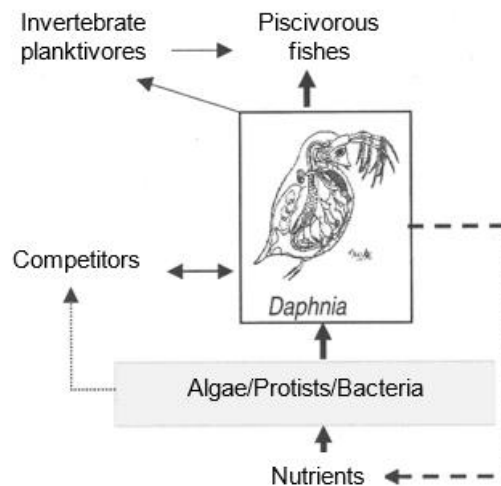 Invertebrate
planktivores
Piscivorous
fishes
Competitors
Daphnia
Algae/Protists/Bacteria
Nutrients